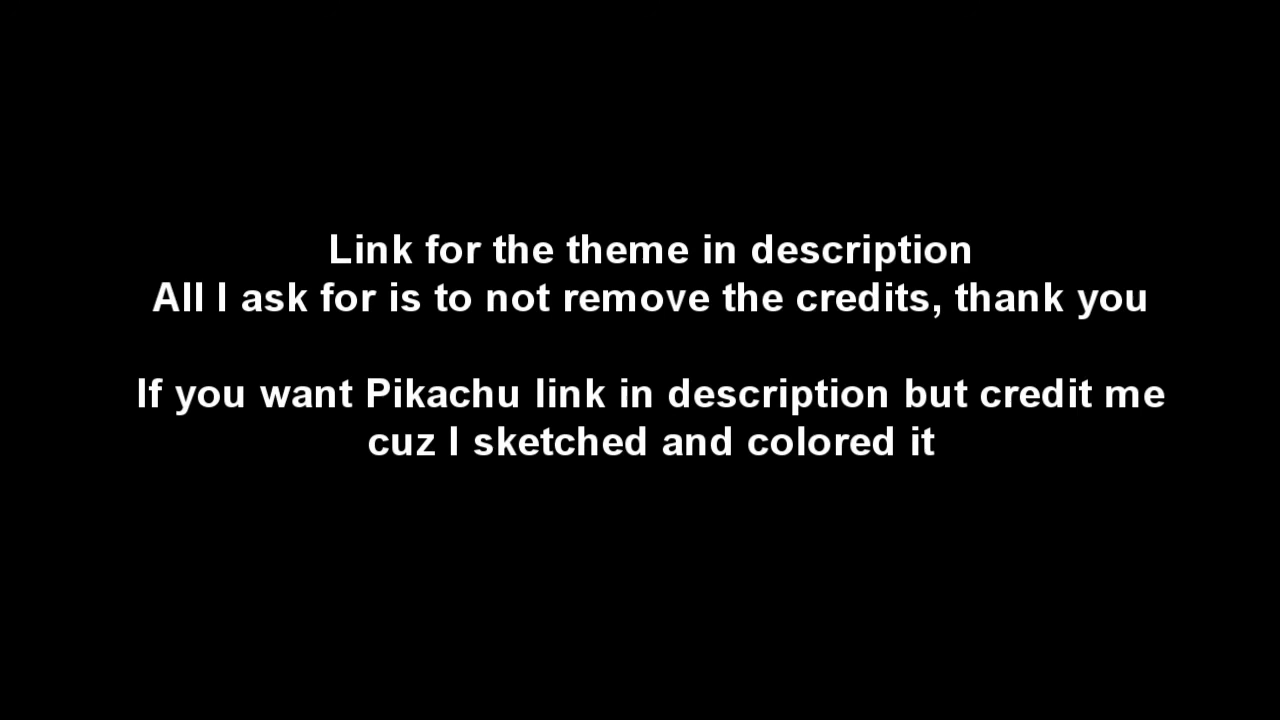 Link for the theme in description
All I ask for is to not remove the credits, thank you
If you want Pikachu link in description but credit me
cuz I sketched and colored it